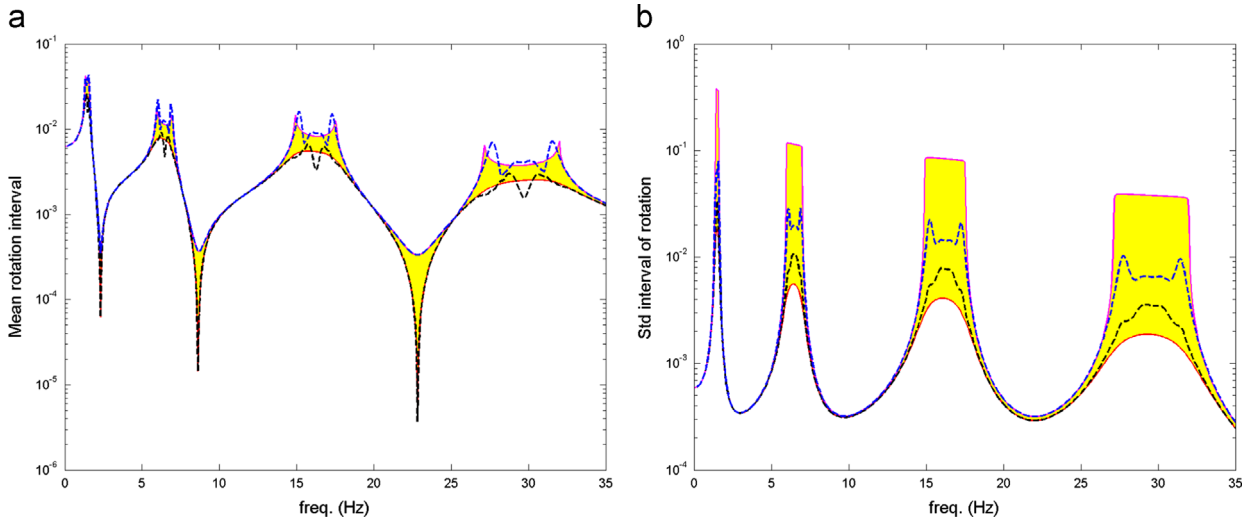 a
b
10^-1
10^-2
10^-3
10^-4
10^-5
10^-6
Mean rotation interval
0 5 10 15 20 25 30 35
freq. (Hz)
10^0
10^-1
10^-2
10^-3
10^-4
Std interval of rotation
0 5 10 15 20 25 30 35
freq. (Hz)